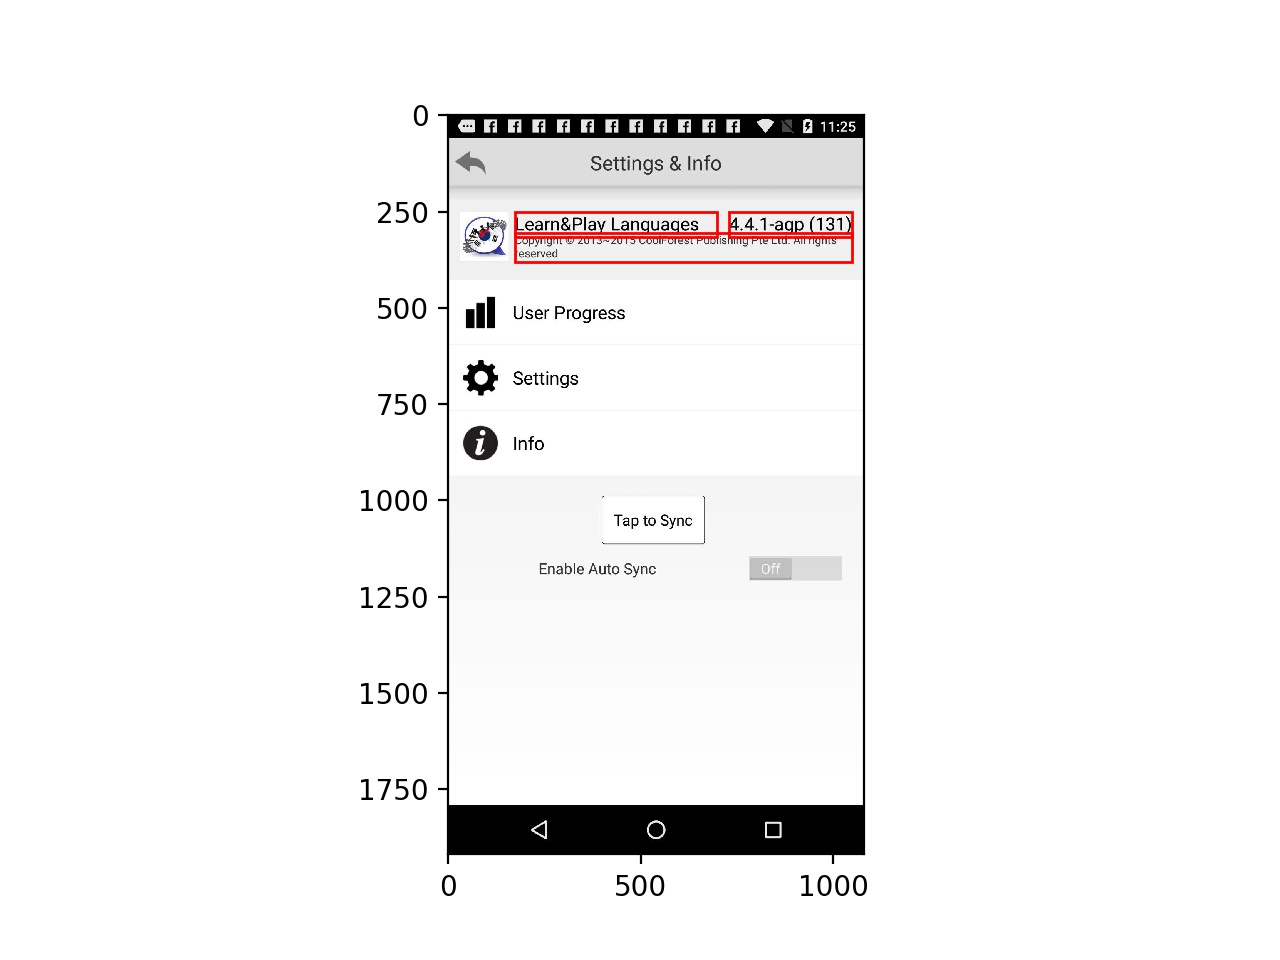 0
250
500
750
1000
1250
1500
1750
0 500 1000
11:25
Settings & Info
Learn&Play Languages 4.4.1-agp (131)
Copyright © 2013~2015 CoolForest Publishing Pte Ltd. All rights
reserved
User Progress
Settings
Info
Tap to Sync
Enable Auto Sync Off